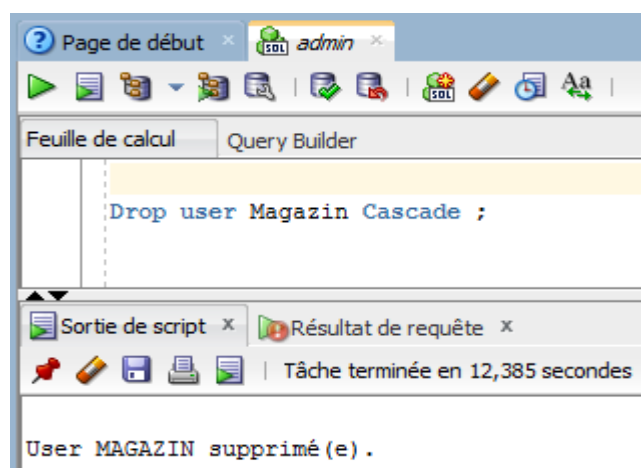 Page de début admin
Feuille de calcul Query Builder
Drop user Magazin Cascade ;
Sortie de script x Résultat de requête x
Tâche terminée en 12,385 secondes
User MAGAZIN supprimé(e).